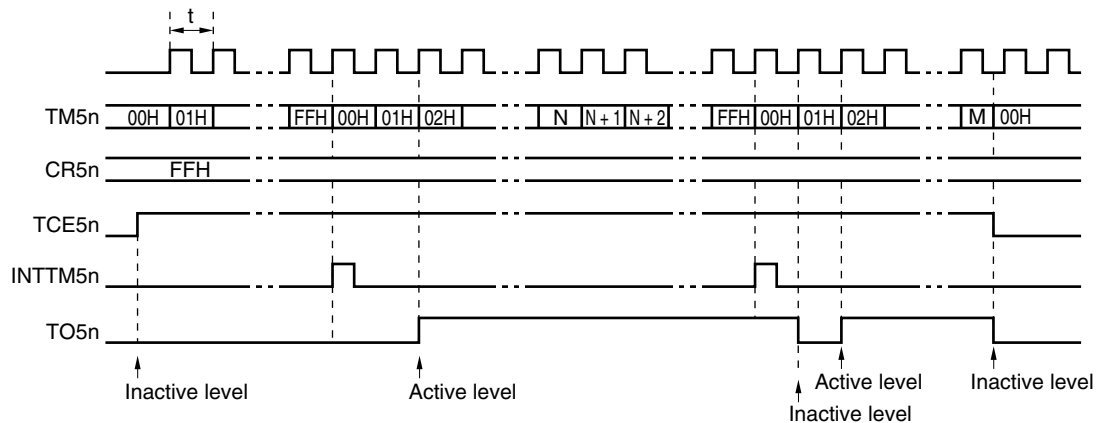 t
TM5n 00H 01H FFH 00H 01H 02H N N + 1 N + 2 FFH 00H 01H 02H M 00H
CR5n FFH
TCE5n
INTTM5n
TO5n
Inactive level Active level Active level Inactive level
Inactive level